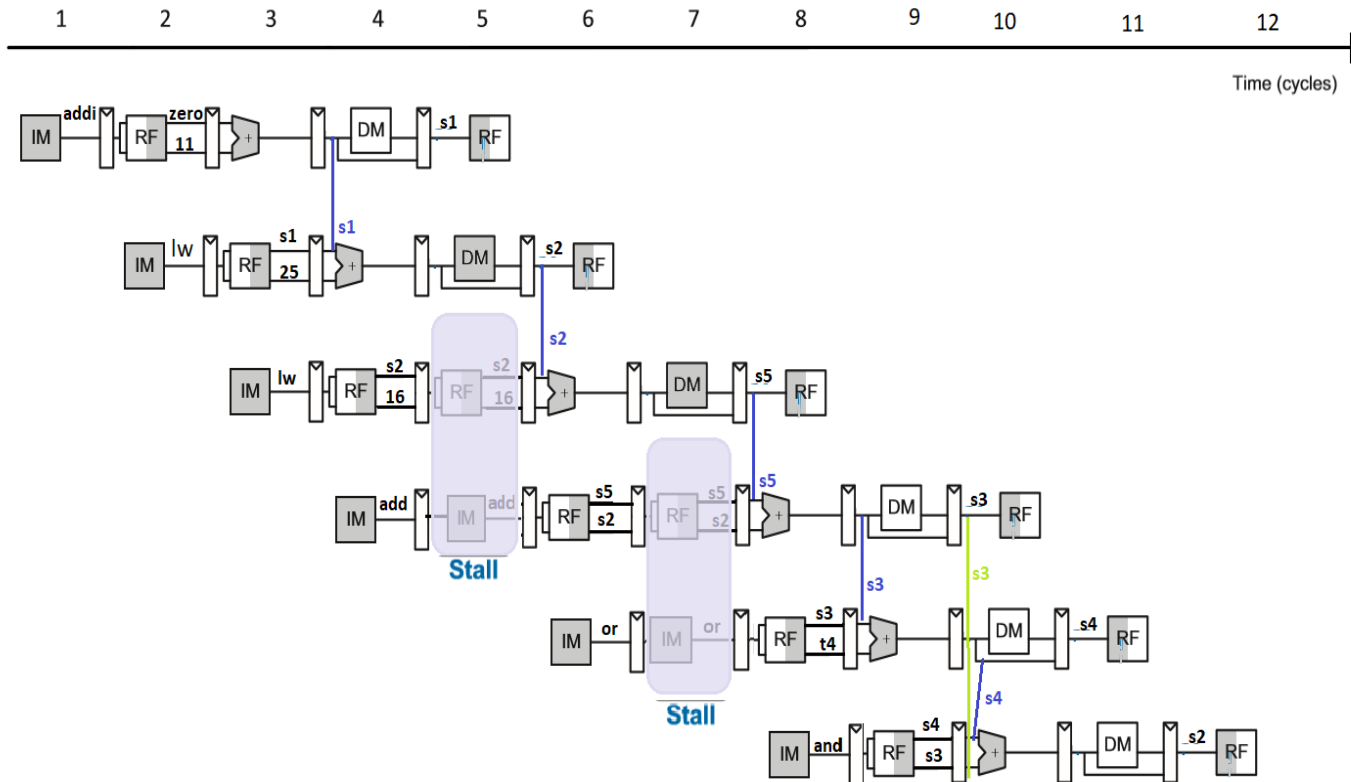 1 2 3 4 5 6 7 8 9 10 11 12
Time (cycles)
IM addi RF zero 11 + DM s1 RF
s1
IM lw RF s1 25 + DM s2 RF
s2
IM lw RF s2 16 RF s2 16 + DM s5 RF
s5
IM add IM add RF s5 s2 RF s5 s2 + DM s3 RF
Stall
s3 s3
IM or IM or RF s3 t4 + DM s4 RF
Stall
s4
IM and RF s4 s3 + DM s2 RF